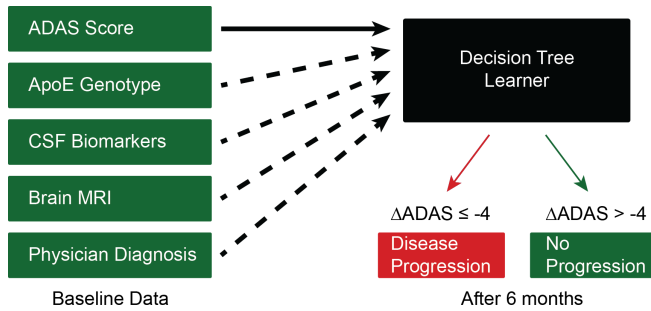 ADAS Score
ApoE Genotype
CSF Biomarkers
Brain MRI
Physician Diagnosis
Baseline Data
Decision Tree
Learner
ΔADAS ≤ -4
ΔADAS > -4
Disease
Progression
No
Progression
After 6 months